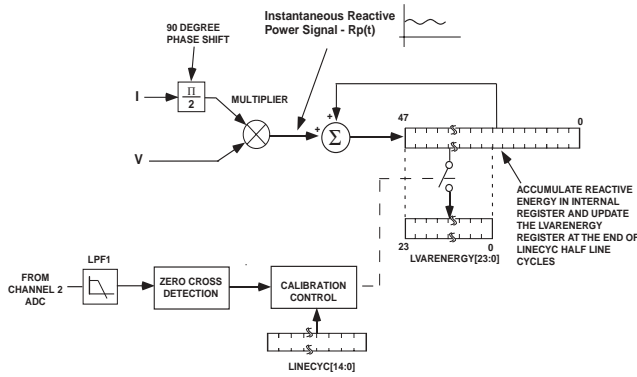 Instantaneous Reactive
Power Signal - Rp(t)
90 DEGREE
PHASE SHIFT
I
Π
2
MULTIPLIER
V
+
+
Σ
47
0
ACCUMULATE REACTIVE
ENERGY IN INTERNAL
REGISTER AND UPDATE
THE LVARENERGY
REGISTER AT THE END OF
LINECYC HALF LINE
CYCLES
23
0
LVARENERGY[23:0]
LPF1
FROM
CHANNEL 2
ADC
ZERO CROSS
DETECTION
CALIBRATION
CONTROL
LINECYC[14:0]